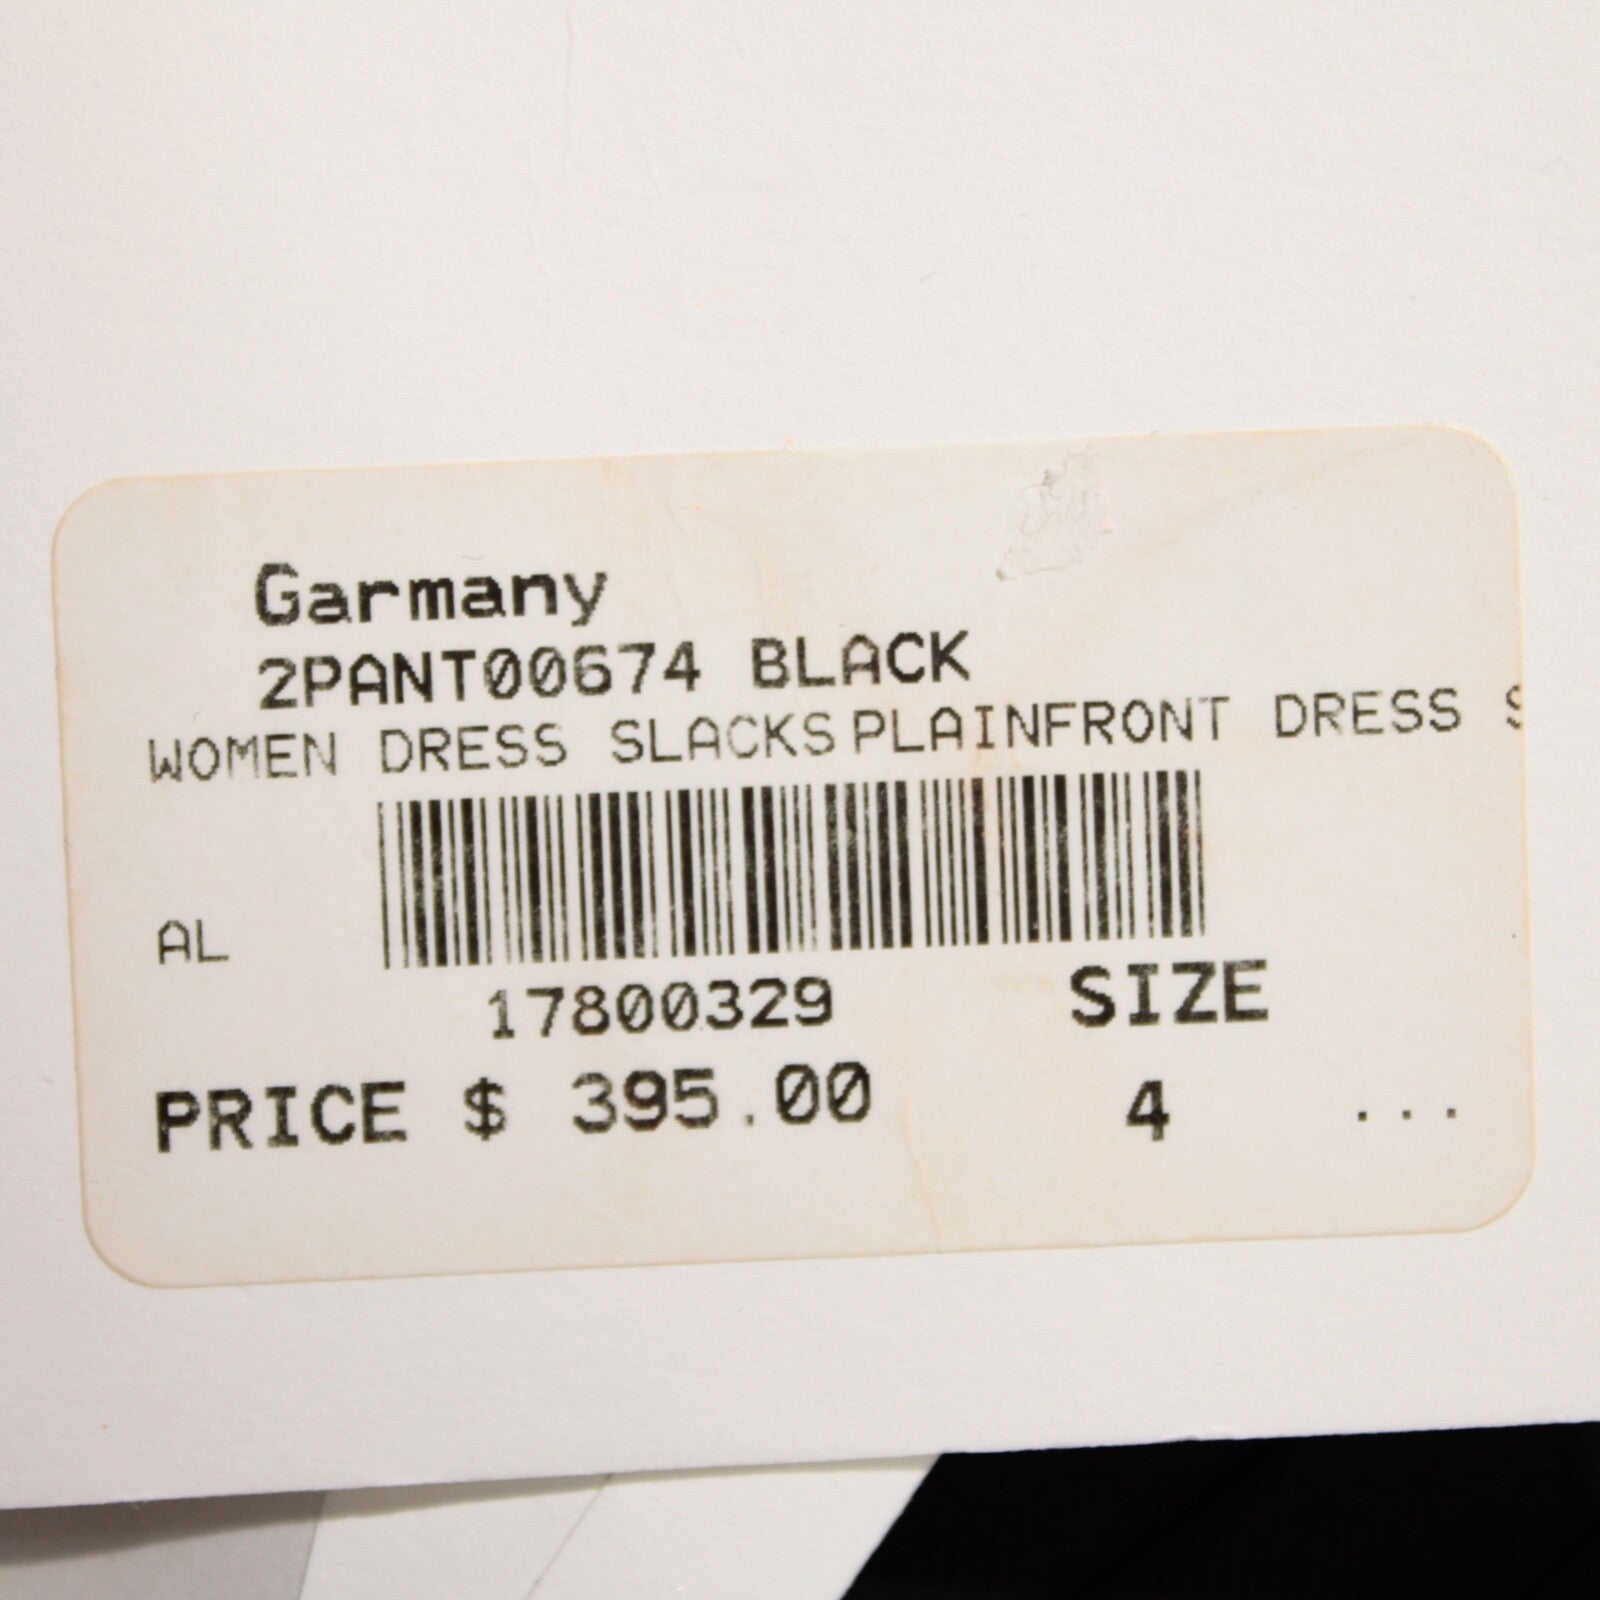 Garmany
2PANT00674 BLACK
WOMEN DRESS SLACKS PLAINFRONT DRESS S
AL
17800329 SIZE
PRICE $ 395.00 4 ...